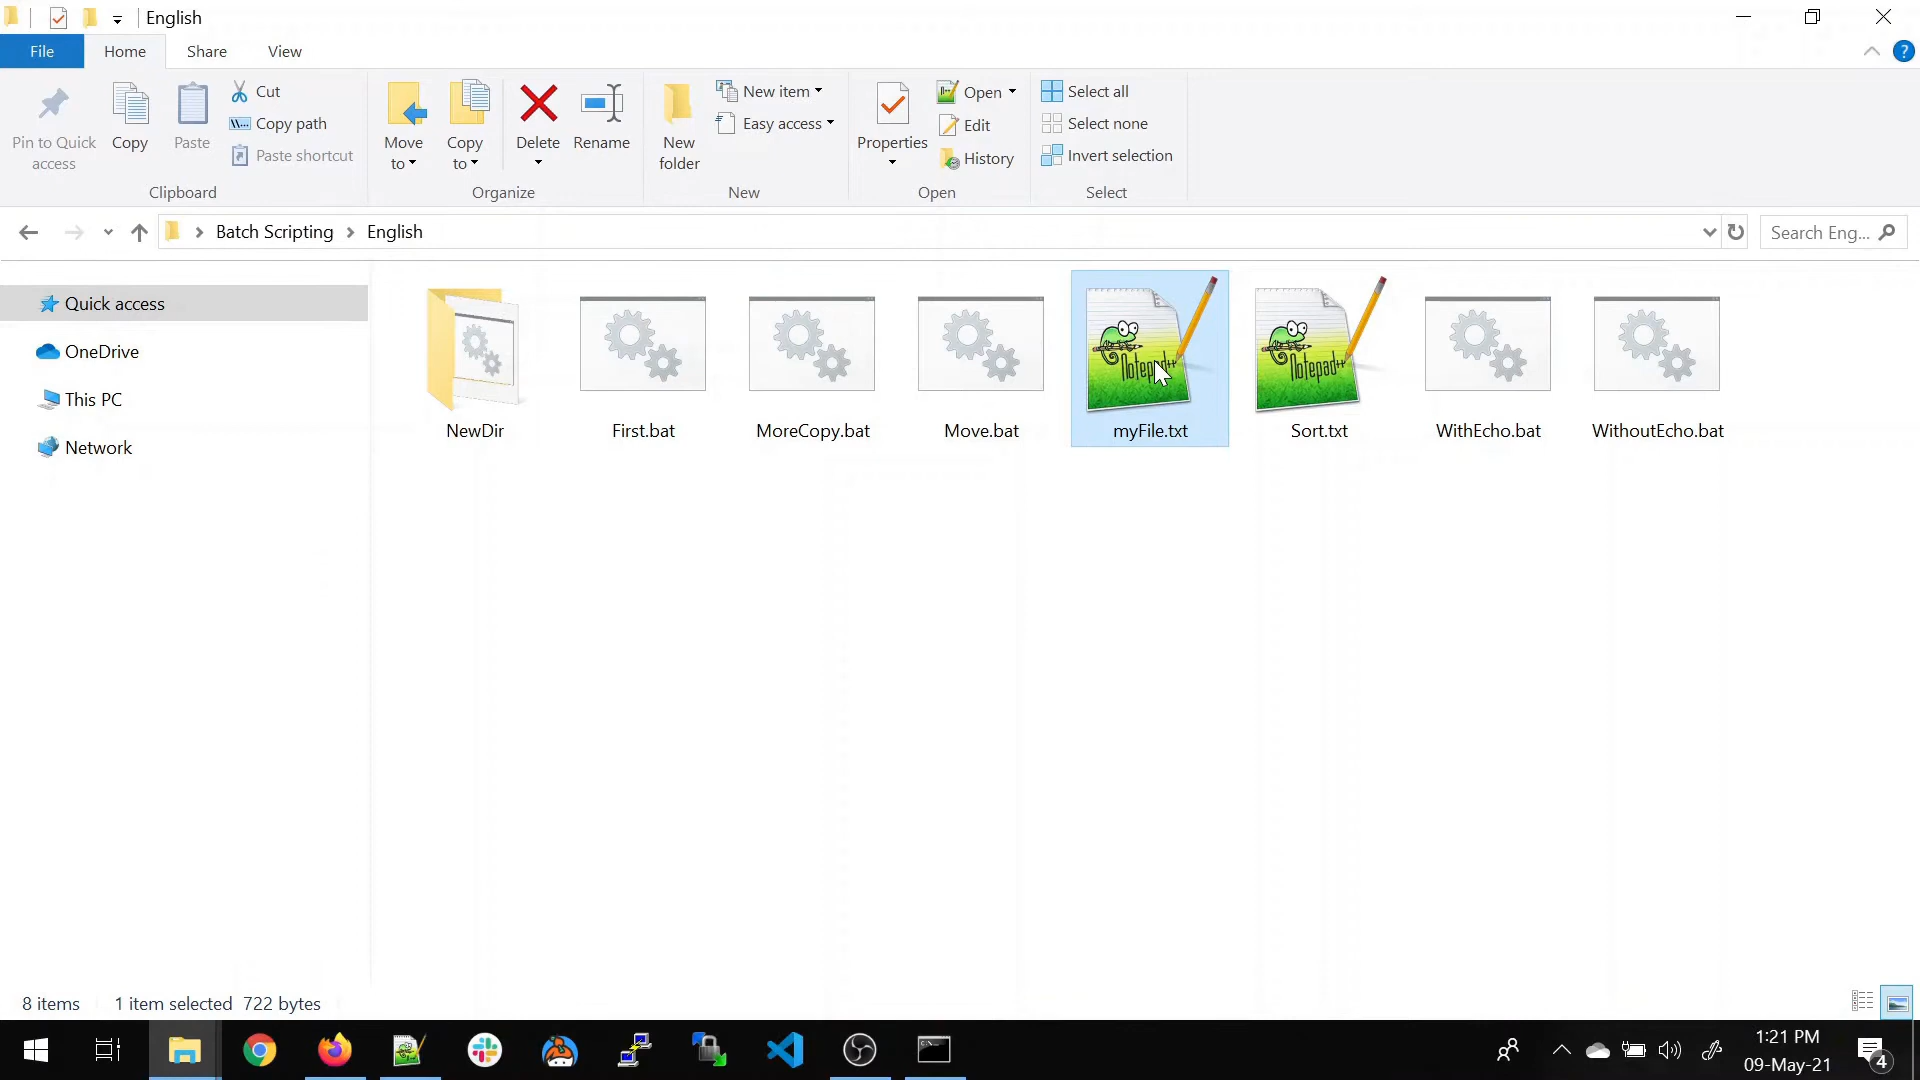 English
File Home Share View
Pin to Quick access
Copy
Paste
Cut
Copy path
Paste shortcut
Clipboard
Move to
Copy to
Delete
Rename
Organize
New folder
New item
Easy access
New
Properties
Open
Edit
History
Open
Select all
Select none
Invert selection
Select
Batch Scripting English
Search Eng...
Quick access
OneDrive
This PC
Network
NewDir
First.bat
MoreCopy.bat
Move.bat
Notepad++
myFile.txt
Notepad++
Sort.txt
WithEcho.bat
WithoutEcho.bat
8 items 1 item selected 722 bytes
1:21 PM
09-May-21
4